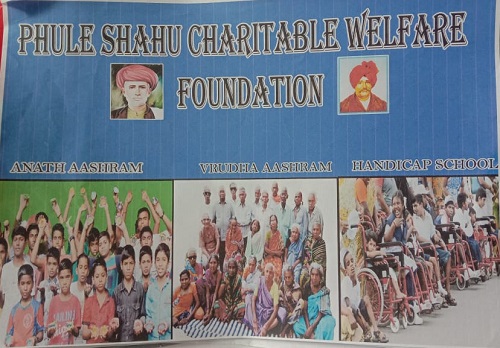 PHULE SHAHU CHARITABLE WELFARE
FOUNDATION
ANATH AASHRAM
VRUDHA AASHRAM
HANDICAP SCHOOL